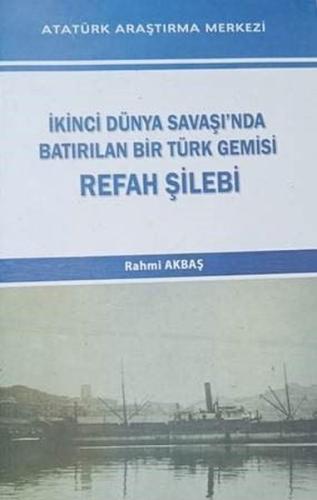 ATATÜRK ARAŞTIRMA MERKEZİ
İKİNCİ DÜNYA SAVAŞI'NDA
BATIRILAN BİR TÜRK GEMİSİ
REFAH ŞİLEBİ
Rahmi AKBAŞ